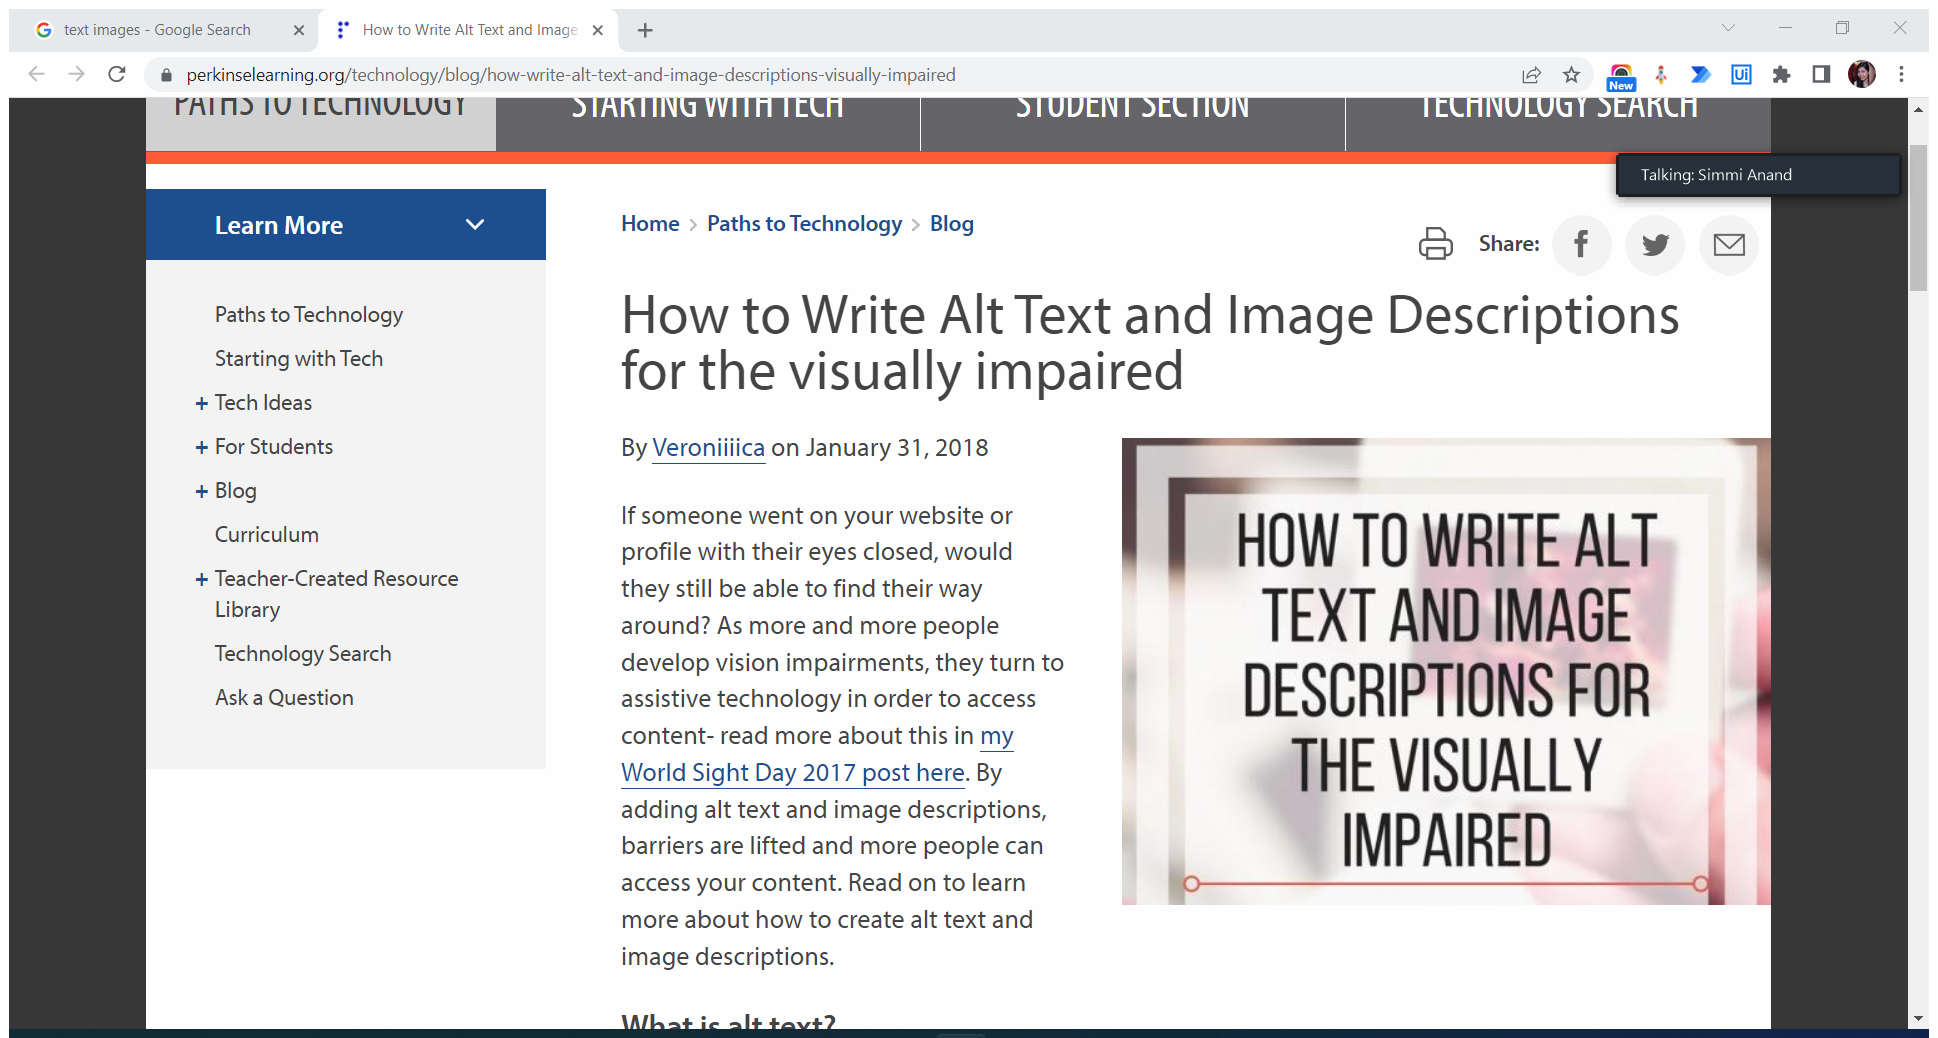 text images - Google Search
How to Write Alt Text and Image
perkinselearning.org/technology/blog/how-write-alt-text-and-image-descriptions-visually-impaired
New
Ui
PATHS TO TECHNOLOGY
STARTING WITH TECH
STUDENT SECTION
TECHNOLOGY SEARCH
Talking: Simmi Anand
Learn More
Paths to Technology
Starting with Tech
+ Tech Ideas
+ For Students
+ Blog
Curriculum
+ Teacher-Created Resource
Library
Technology Search
Ask a Question
Home > Paths to Technology > Blog
Share:
How to Write Alt Text and Image Descriptions
for the visually impaired
By Veroniiiica on January 31, 2018
If someone went on your website or
profile with their eyes closed, would
they still be able to find their way
around? As more and more people
develop vision impairments, they turn to
assistive technology in order to access
content- read more about this in my
World Sight Day 2017 post here. By
adding alt text and image descriptions,
barriers are lifted and more people can
access your content. Read on to learn
more about how to create alt text and
image descriptions.
What is alt text?
HOW TO WRITE ALT
TEXT AND IMAGE
DESCRIPTIONS FOR
THE VISUALLY
IMPAIRED